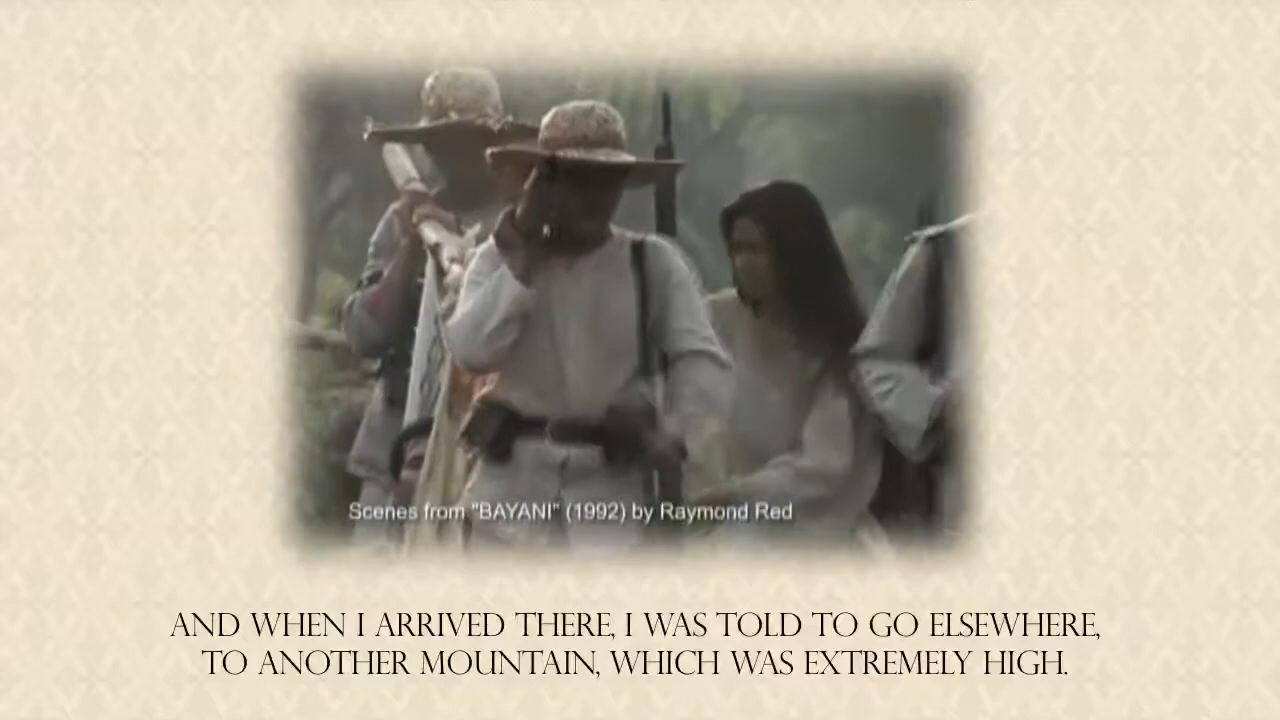 Scenes from "BAYANI" (1992) by Raymond Red
AND WHEN I ARRIVED THERE, I WAS TOLD TO GO ELSEWHERE,
TO ANOTHER MOUNTAIN, WHICH WAS EXTREMELY HIGH.